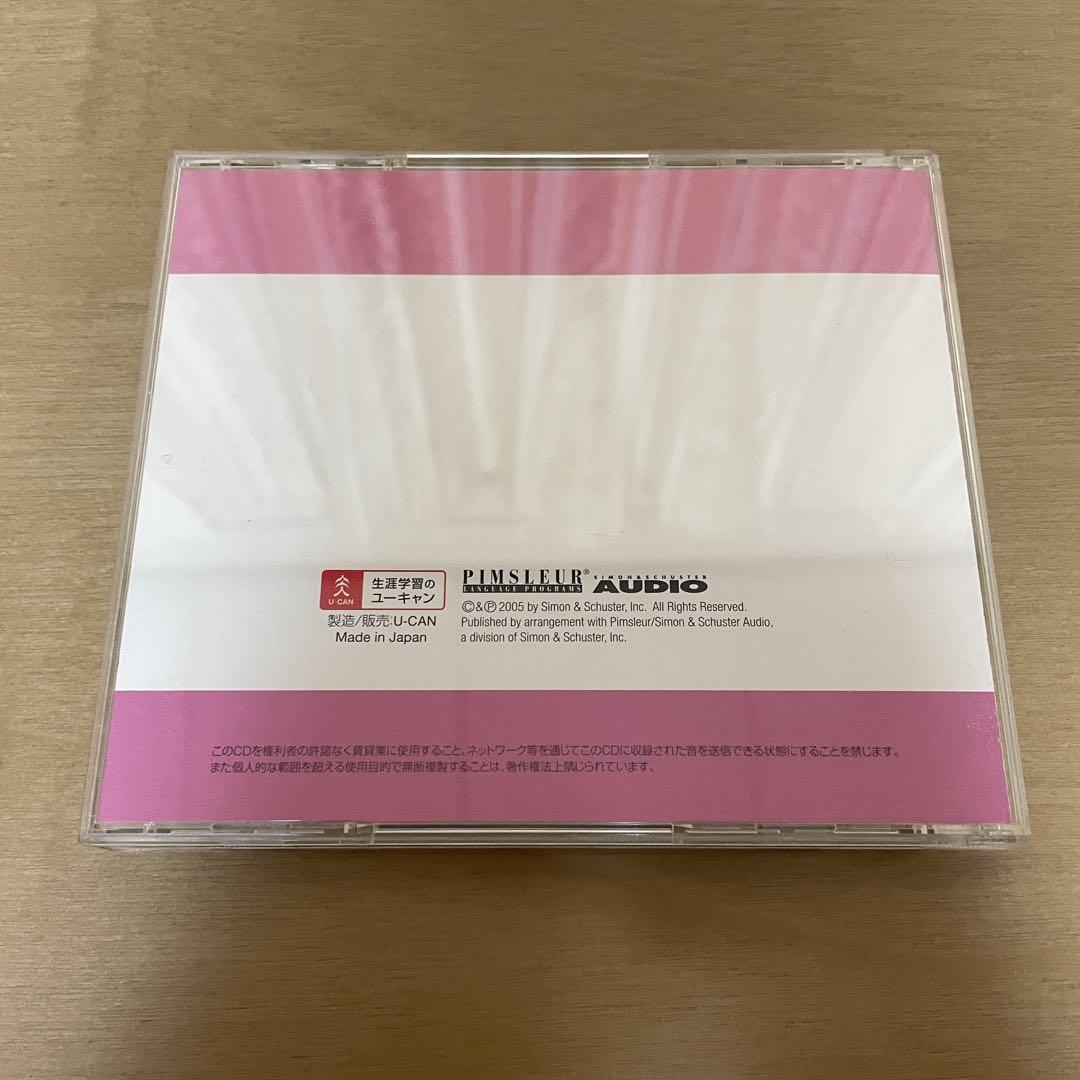 U-CAN
生涯学習の
ユーキャン
製造/販売:U-CAN
Made in Japan
PIMSLEUR®
LANGUAGE PROGRAMS
SIMON & SCHUSTER
AUDIO
©&℗ 2005 by Simon & Schuster, Inc. All Rights Reserved.
Published by arrangement with Pimsleur/Simon & Schuster Audio,
a division of Simon & Schuster, Inc.
このCDを権利者の許諾なく賃貸業に使用すること、ネットワーク等を通じてこのCDに収録された音を送信できる状態にすることを禁じます。
また個人的な範囲を超える使用目的で無断複製することは、著作権法上禁じられています。